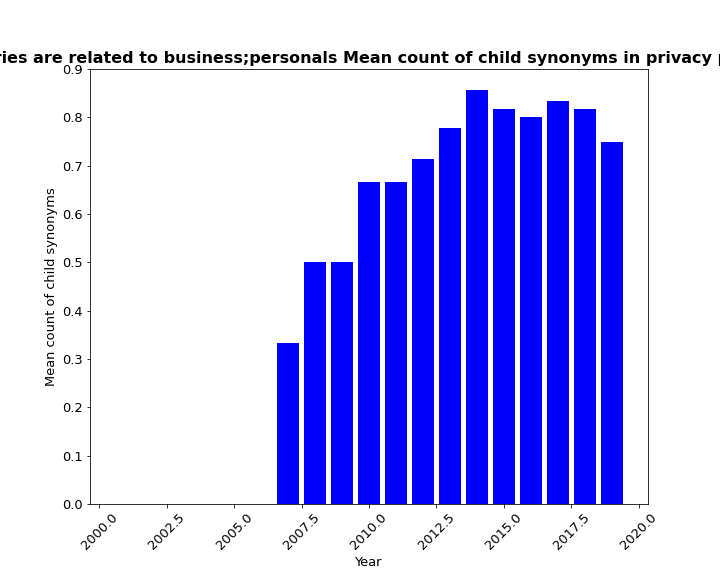 are related to business;personals Mean count of child synonyms in privacy
0.9
0.8
0.7
0.6
0.5
0.4
0.3
0.2
0.1
0.0
Mean count of child synonyms
2000.0 2002.5 2005.0 2007.5 2010.0 2012.5 2015.0 2017.5 2020.0
Year